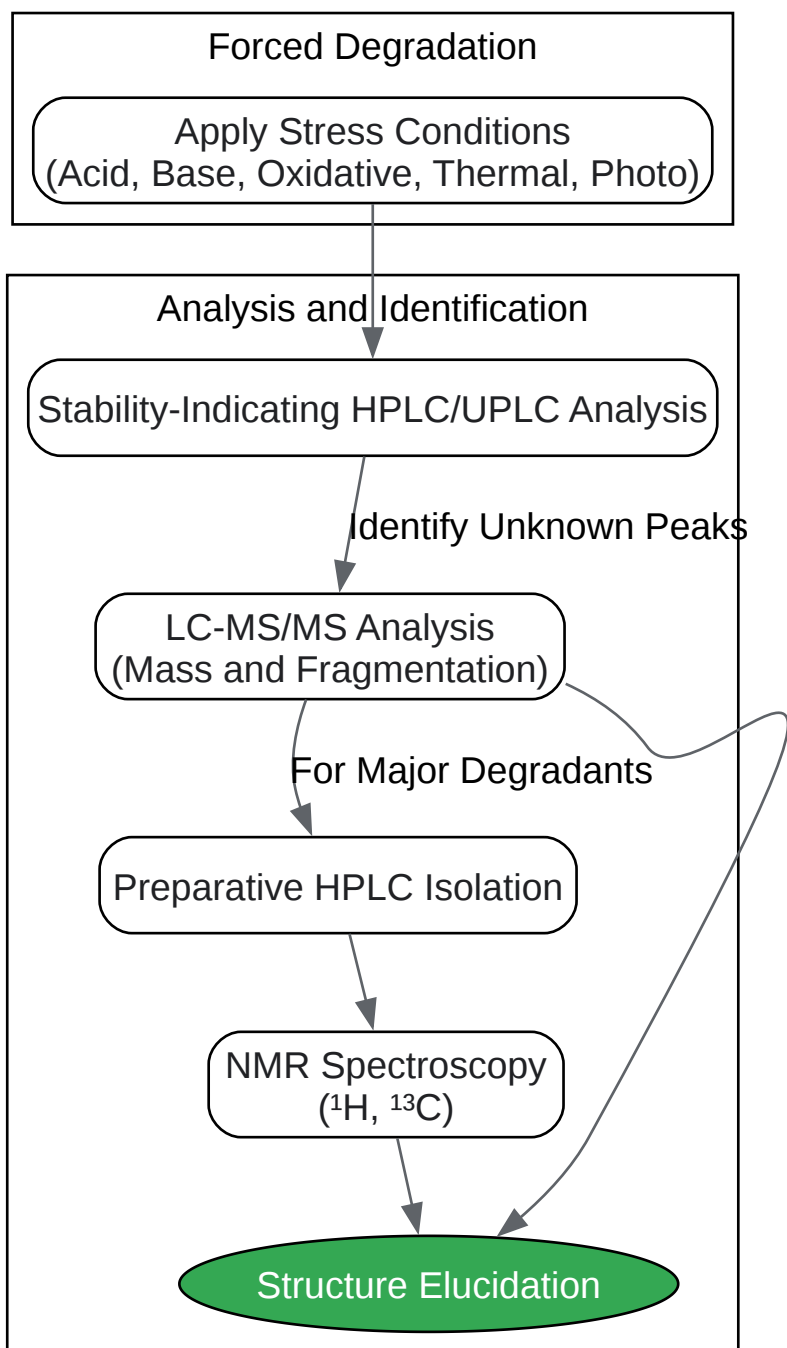 Forced Degradation
Apply Stress Conditions
(Acid, Base, Oxidative, Thermal, Photo)
Analysis and Identification
Stability-Indicating HPLC/UPLC Analysis
Identify Unknown Peaks
LC-MS/MS Analysis
(Mass and Fragmentation)
For Major Degradants
Preparative HPLC Isolation
NMR Spectroscopy
(¹H, ¹³C)
Structure Elucidation